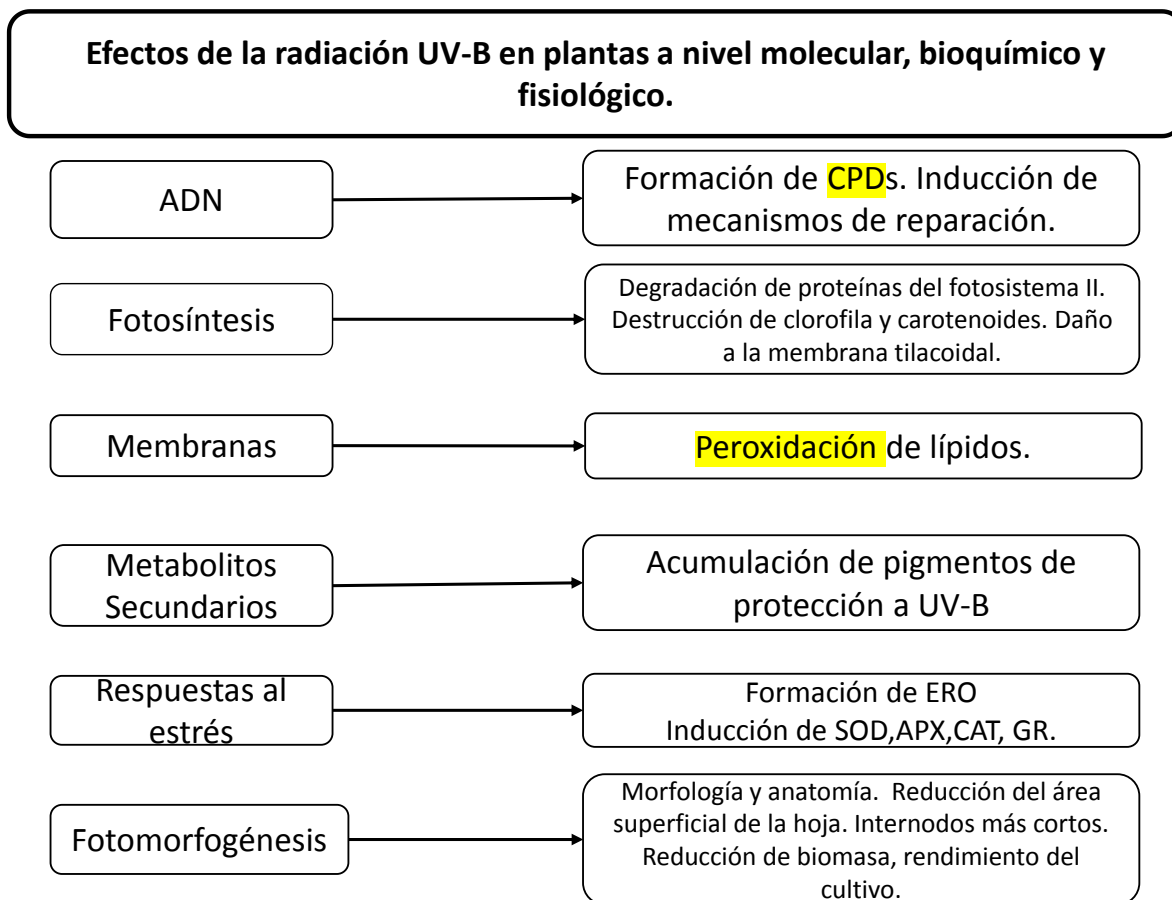 Efectos de la radiación UV-B en plantas a nivel molecular, bioquímico y
fisiológico.
ADN
Formación de CPDs. Inducción de
mecanismos de reparación.
Fotosíntesis
Degradación de proteínas del fotosistema II.
Destrucción de clorofila y carotenoides. Daño
a la membrana tilacoidal.
Membranas
Peroxidación de lípidos.
Metabolitos
Secundarios
Acumulación de pigmentos de
protección a UV-B
Respuestas al
estrés
Formación de ERO
Inducción de SOD,APX,CAT, GR.
Fotomorfogénesis
Morfología y anatomía.  Reducción del área
superficial de la hoja. Internodos más cortos.
Reducción de biomasa, rendimiento del
cultivo.